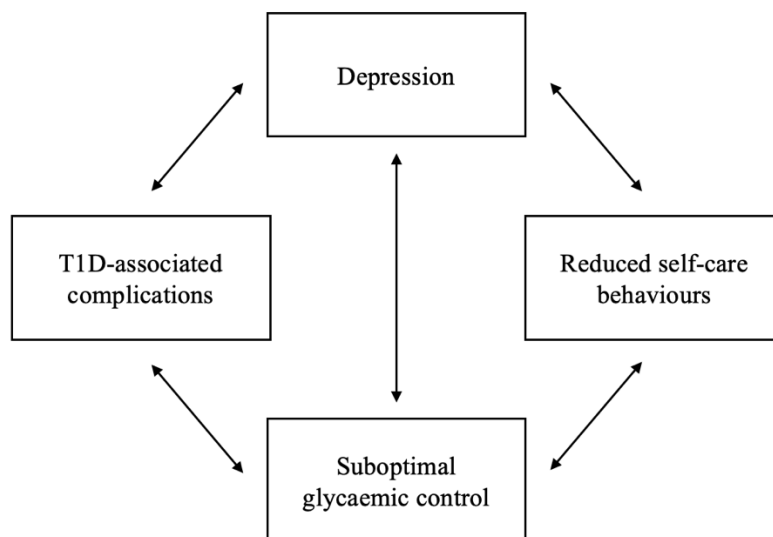 Depression
T1D-associated
complications
Reduced self-care
behaviours
Suboptimal
glycaemic control